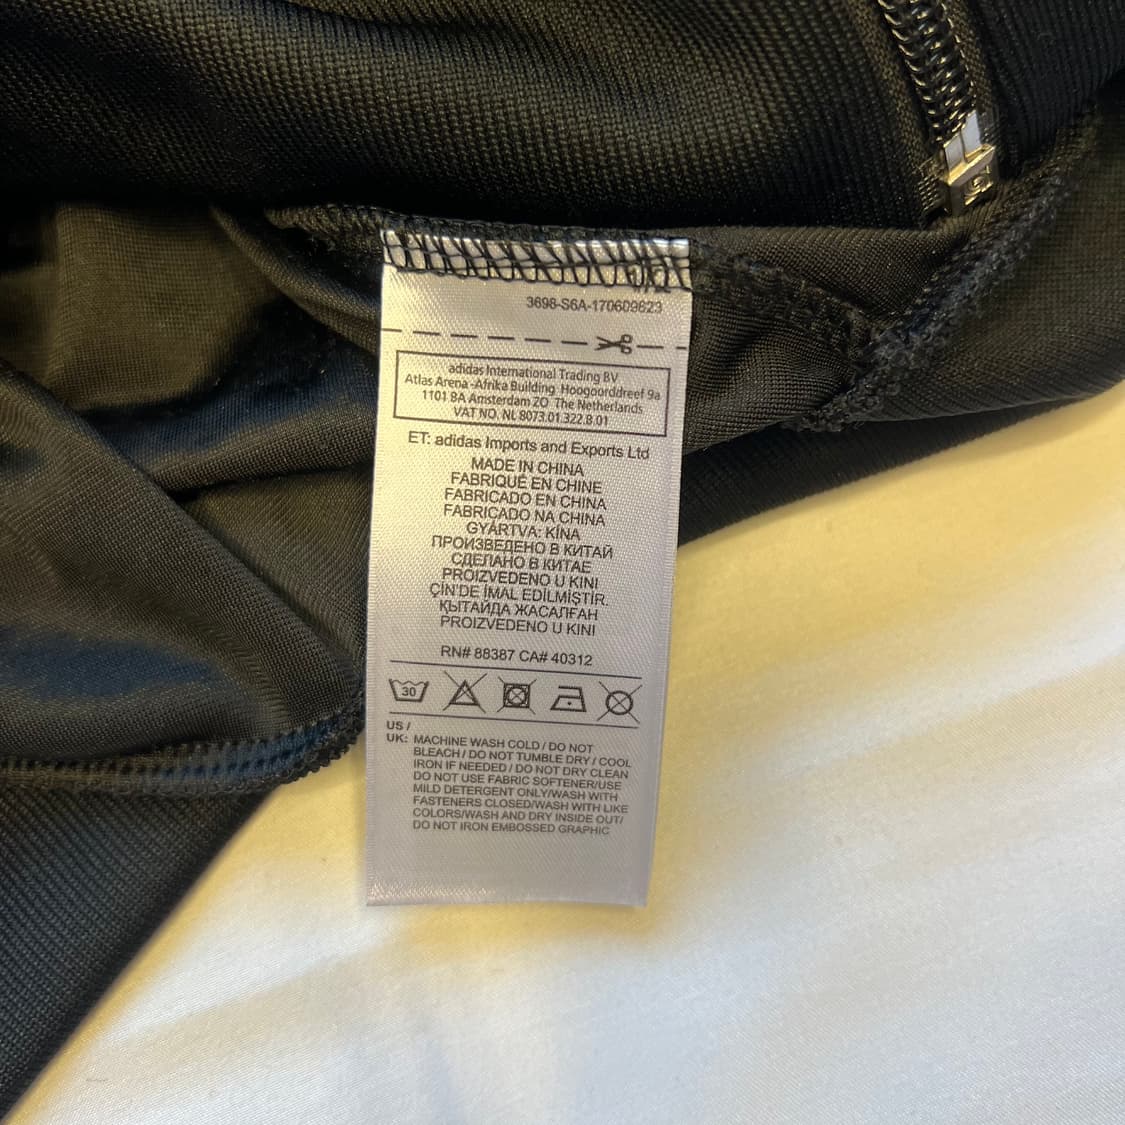 3698-S6A-170609623
adidas International Trading BV
Atlas Arena -Afrika Building Hoogoorddreef 9a
1101 BA Amsterdam ZO The Netherlands
VAT NO. NL 8073.01.322.B.01
ET: adidas Imports and Exports Ltd
MADE IN CHINA
FABRIQUÉ EN CHINE
FABRICADO EN CHINA
FABRICADO NA CHINA
GYÁRTVA: KÍNA
ПРОИЗВЕДЕНО В КИТАЙ
СДЕЛАНО В КИТАЕ
PROIZVEDENO U KINI
ÇİN'DE İMAL EDİLMİŞTİR.
ҚЫТАЙДА ЖАСАЛҒАН
PROIZVEDENO U KINI
RN# 88387 CA# 40312
30
US /
UK: MACHINE WASH COLD / DO NOT
BLEACH / DO NOT TUMBLE DRY / COOL
IRON IF NEEDED / DO NOT DRY CLEAN
DO NOT USE FABRIC SOFTENER/USE
MILD DETERGENT ONLY/WASH WITH
FASTENERS CLOSED/WASH WITH LIKE
COLORS/WASH AND DRY INSIDE OUT/
DO NOT IRON EMBOSSED GRAPHIC